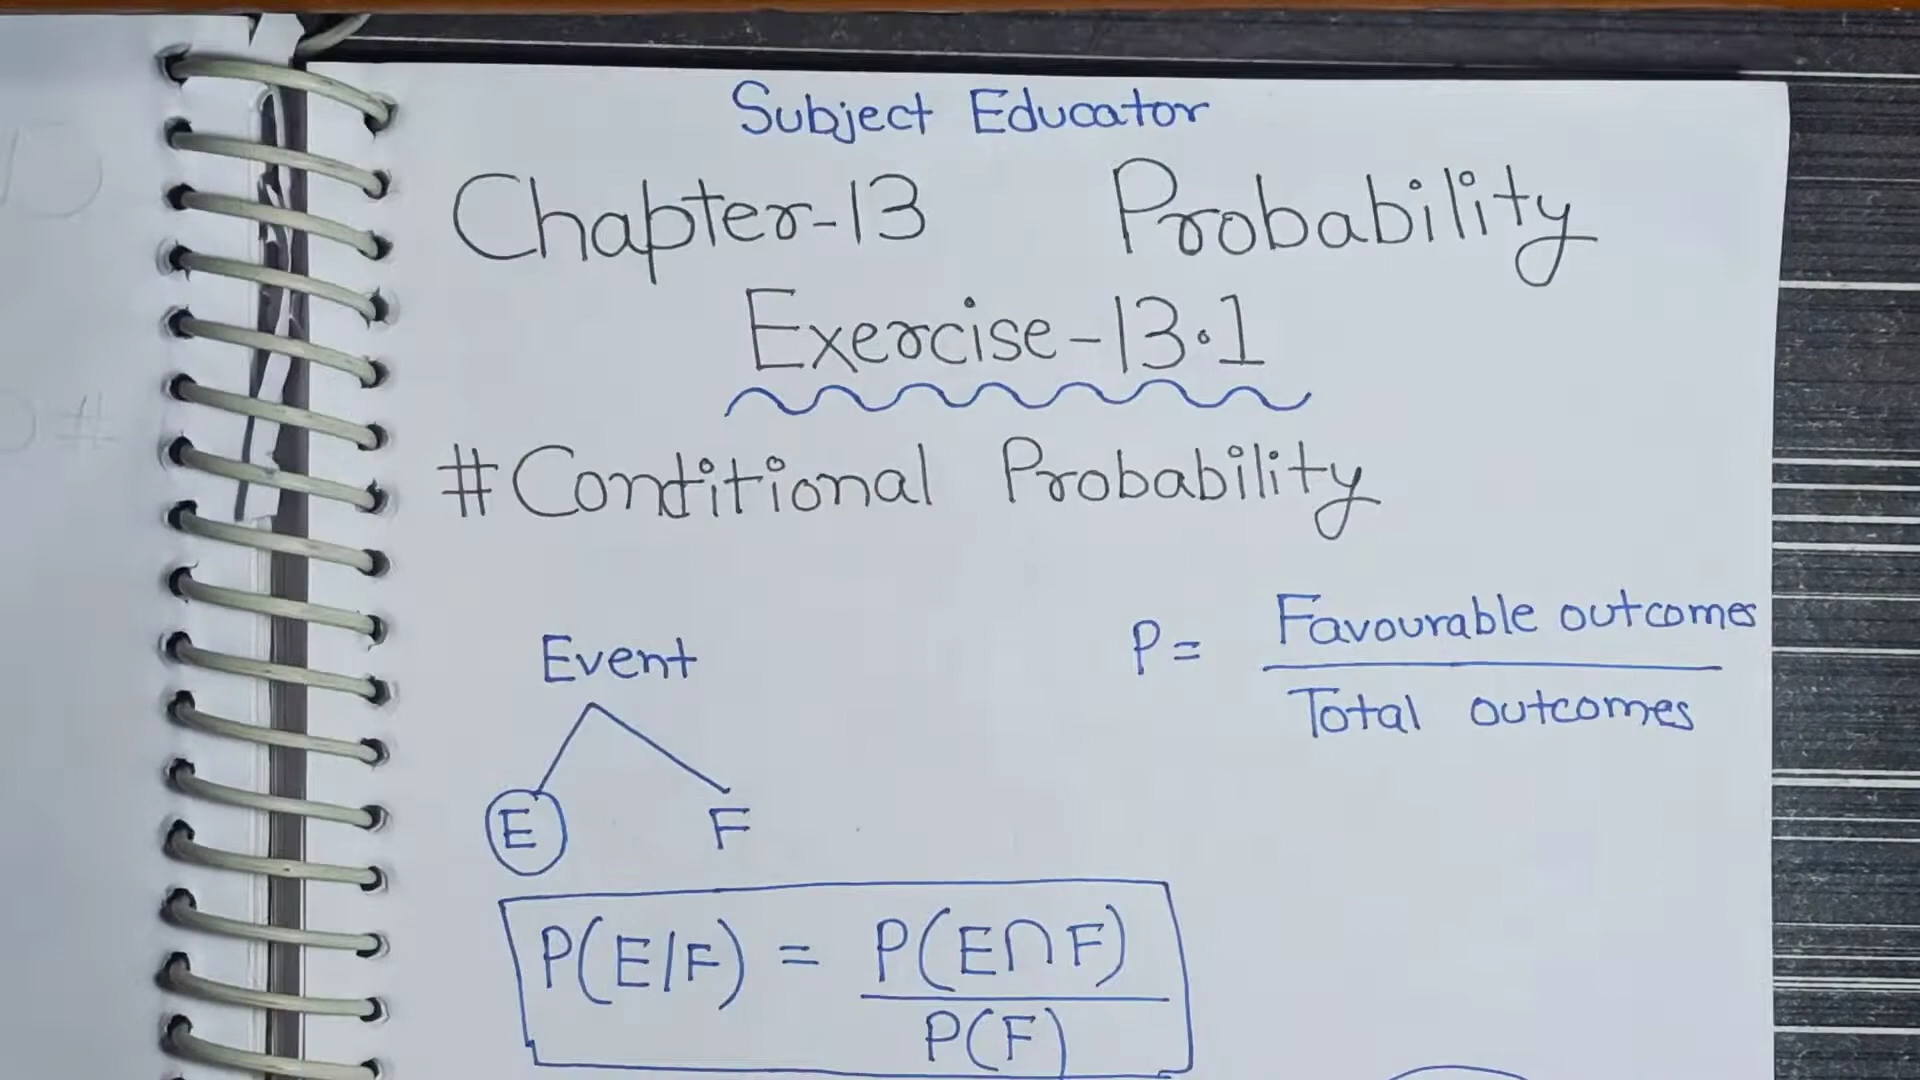 Subject Educator
Chapter-13 Probability
Exercise-13.1
#Conditional Probability
Event
P= Favourable outcomes
Total outcomes
E F
P(E/F) = P(E∩F)
P(F)